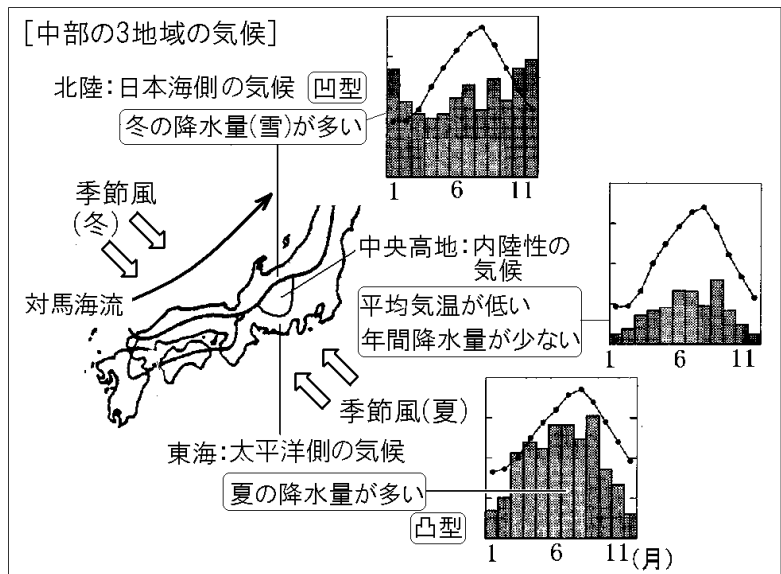 [中部の3地域の気候]
北陸:日本海側の気候 凹型
冬の降水量(雪)が多い
1 6 11
季節風
(冬)
対馬海流
中央高地:内陸性の
気候
平均気温が低い
年間降水量が少ない
1 6 11
季節風(夏)
東海:太平洋側の気候
夏の降水量が多い
凸型
1 6 11(月)